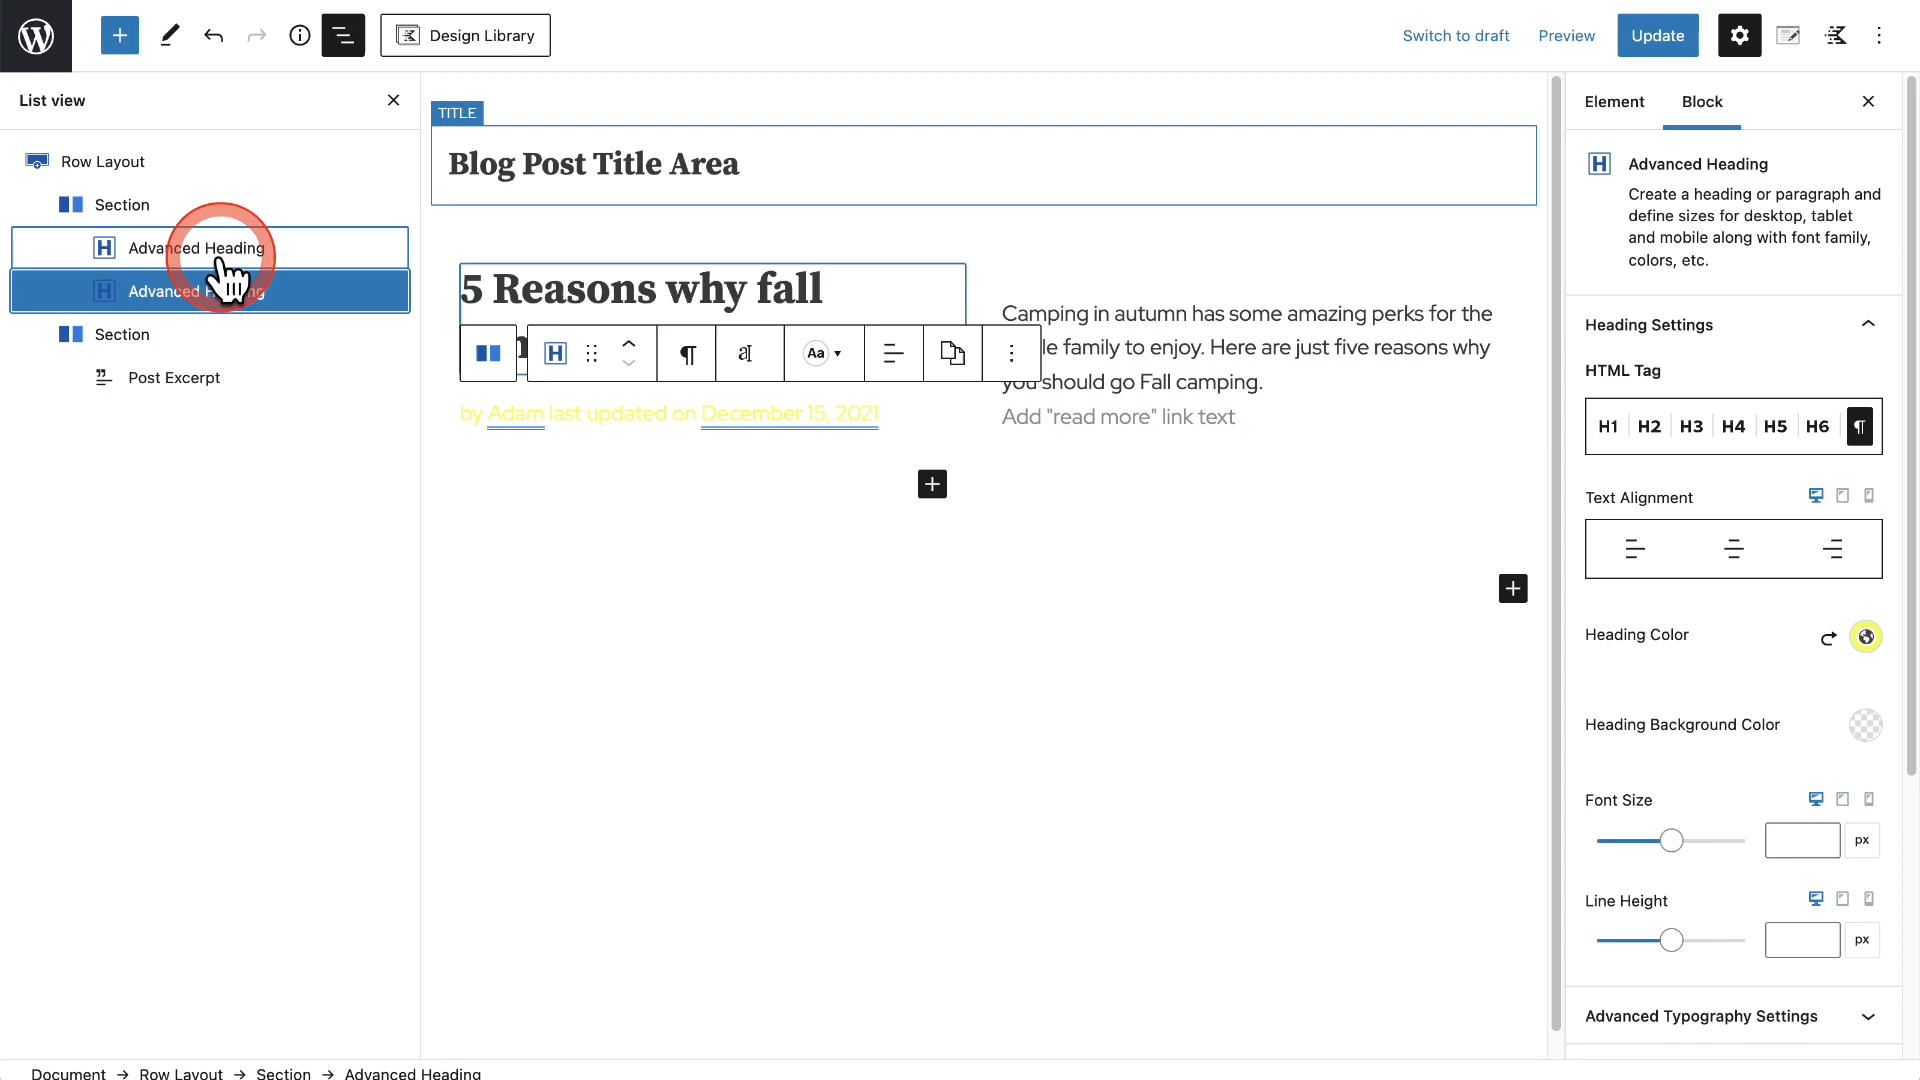 Design Library
Switch to draft
Preview
Update
List view
Row Layout
Section
Advanced Heading
Advanced
Section
Post Excerpt
TITLE
Blog Post Title Area
5 Reasons why fall
Aa
by Adam last updated on December 15, 2021
Camping in autumn has some amazing perks for the
family to enjoy. Here are just five reasons why
you should go Fall camping.
Add "read more" link text
Element
Block
Advanced Heading
Create a heading or paragraph and
define sizes for desktop, tablet
and mobile along with font family,
colors, etc.
Heading Settings
HTML Tag
H1 H2 H3 H4 H5 H6 ¶
Text Alignment
Heading Color
Heading Background Color
Font Size
px
Line Height
px
Advanced Typography Settings
Document → Row Layout → Section → Advanced Heading